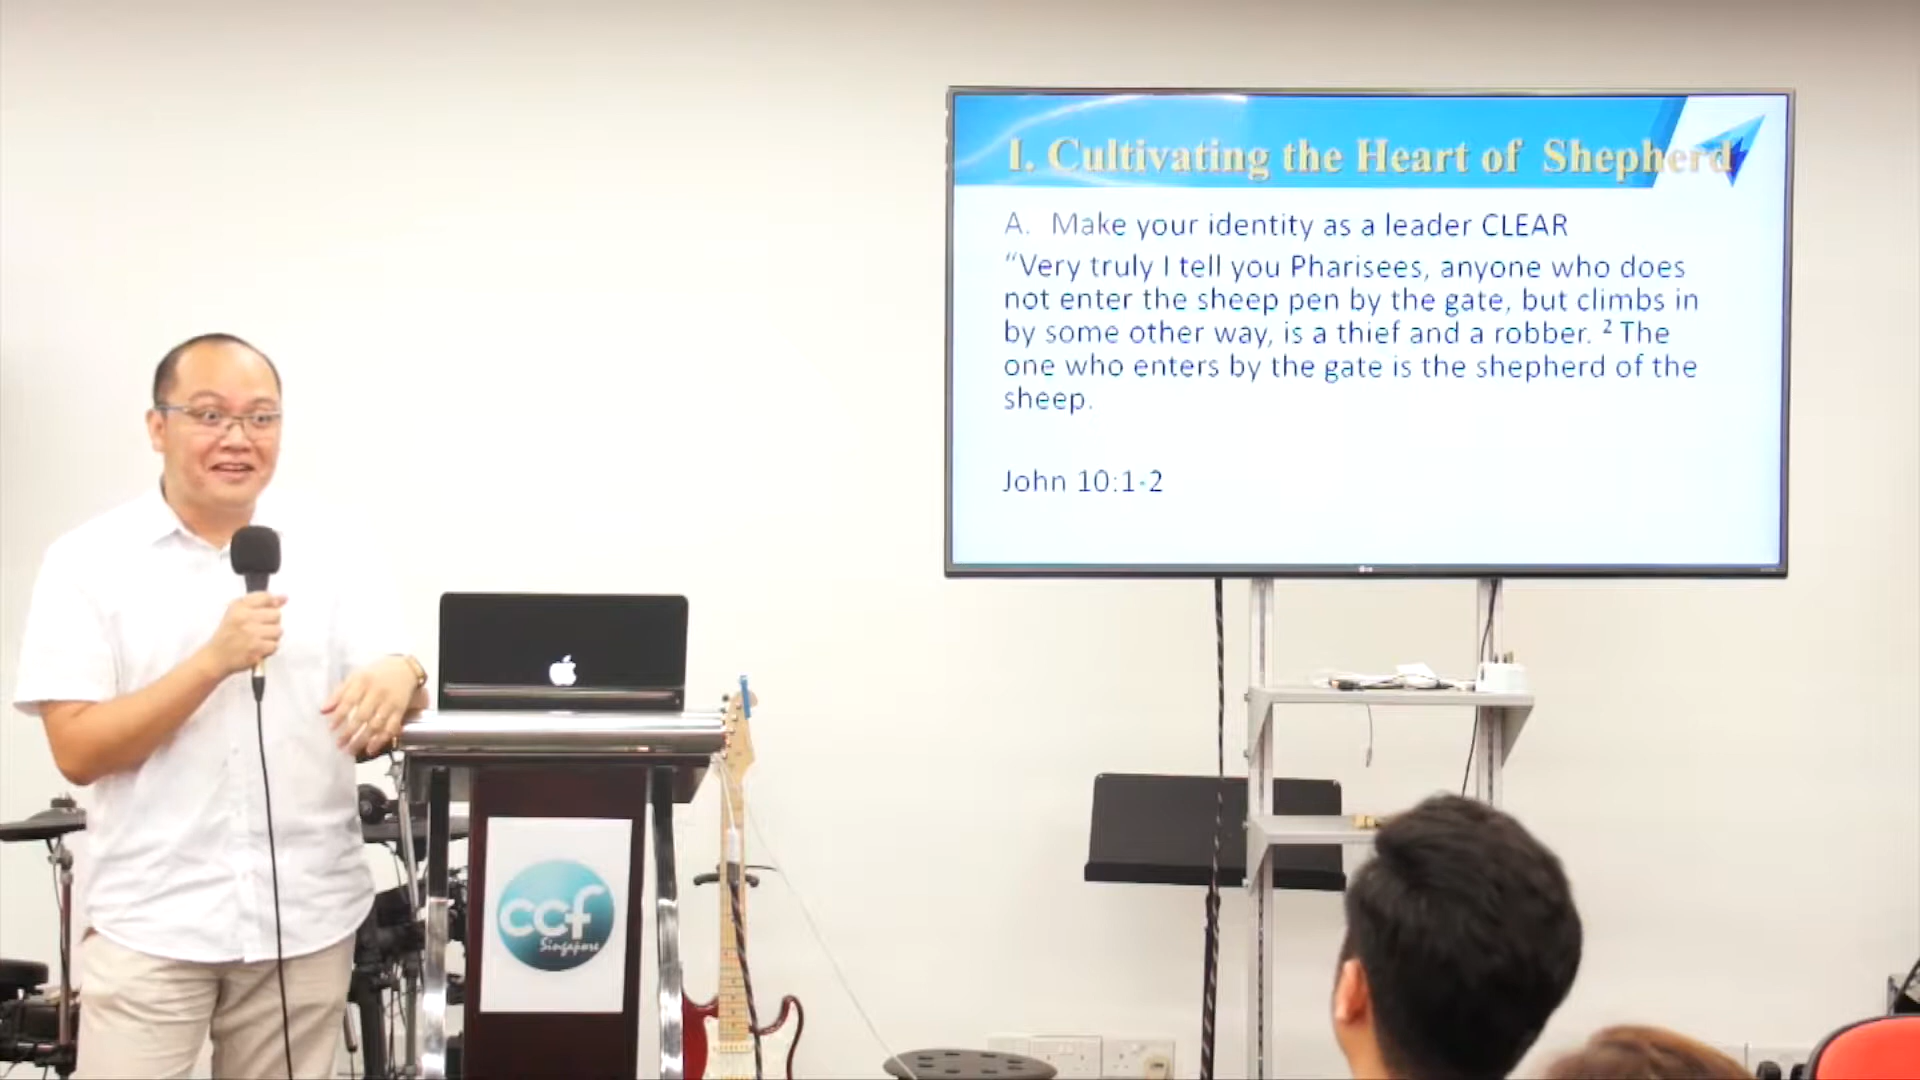 I. Cultivating the Heart of Shepherd
A. Make your identity as a leader CLEAR
“Very truly I tell you Pharisees, anyone who does
not enter the sheep pen by the gate, but climbs in
by some other way, is a thief and a robber. ² The
one who enters by the gate is the shepherd of the
sheep.
John 10:1-2
LG
ccf
Singapore